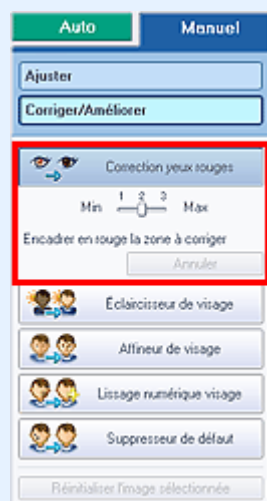 Auto Manuel
Ajuster
Corriger/Améliorer
Correction yeux rouges
1 2 3
Min Max
Encadrer en rouge la zone à corriger
Annuler
Éclaircisseur de visage
Affineur de visage
Lissage numérique visage
Suppresseur de défaut
Réinitialiser l'image sélectionnée